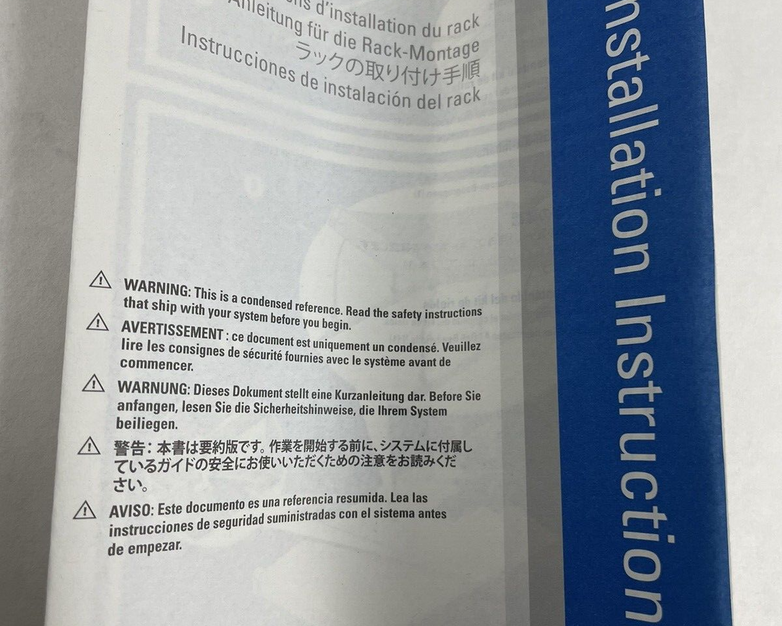 d'installation du rack
Anleitung für die Rack-Montage
ラックの取り付け手順
Instrucciones de instalación del rack
WARNING: This is a condensed reference. Read the safety instructions
that ship with your system before you begin.
AVERTISSEMENT : ce document est uniquement un condensé. Veuillez
lire les consignes de sécurité fournies avec le système avant de
commencer.
WARNUNG: Dieses Dokument stellt eine Kurzanleitung dar. Before Sie
anfangen, lesen Sie die Sicherheitshinweise, die Ihrem System
beiliegen.
警告：本書は要約版です。作業を開始する前に、システムに付属し
ているガイドの安全にお使いいただくための注意をお読みくだ
さい。
AVISO: Este documento es una referencia resumida. Lea las
instrucciones de seguridad suministradas con el sistema antes
de empezar.
nstallation Instruction